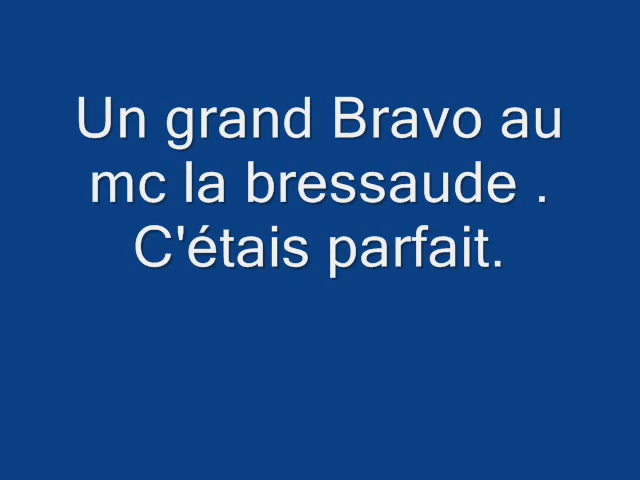 Un grand Bravo au
mc la bressaude .
C'étais parfait.